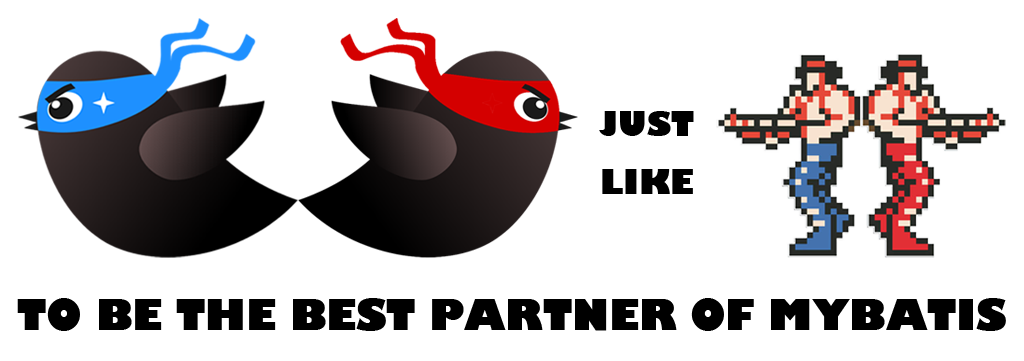 JUST
LIKE
TO BE THE BEST PARTNER OF MYBATIS